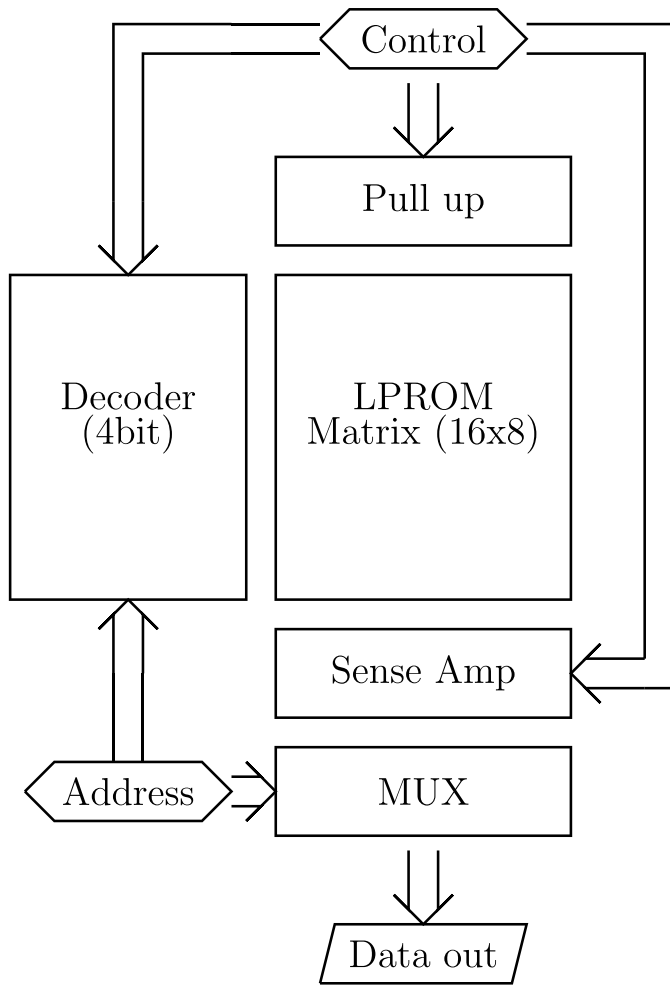 Control
Pull up
Decoder
(4bit)
LPROM
Matrix (16x8)
Sense Amp
Address
MUX
Data out